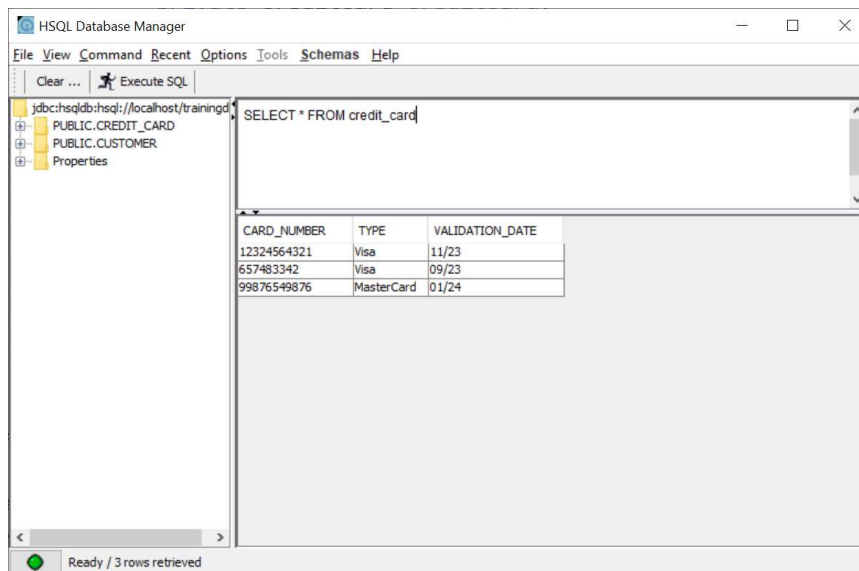 HSQL Database Manager
File View Command Recent Options Tools Schemas Help
Clear ... Execute SQL
jdbc:hsqldb:hsql://localhost/trainingd
PUBLIC.CREDIT_CARD
PUBLIC.CUSTOMER
Properties
SELECT * FROM credit_card
CARD_NUMBER TYPE VALIDATION_DATE
12324564321 Visa 11/23
657483342 Visa 09/23
99876549876 MasterCard 01/24
Ready / 3 rows retrieved